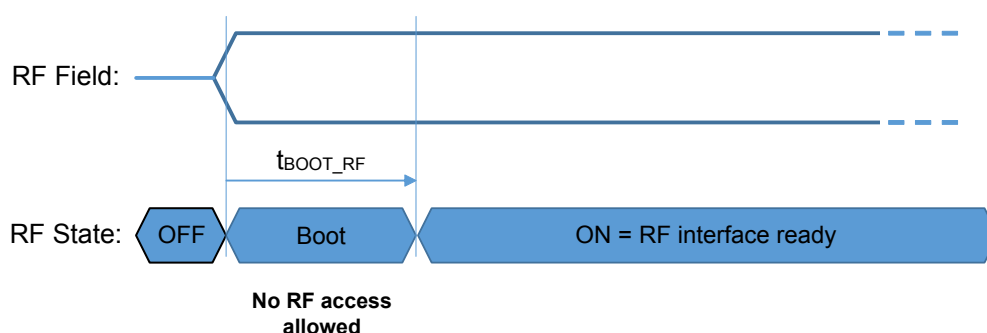 RF Field:
tBOOT_RF
RF State:
OFF
Boot
ON = RF interface ready
No RF access
allowed